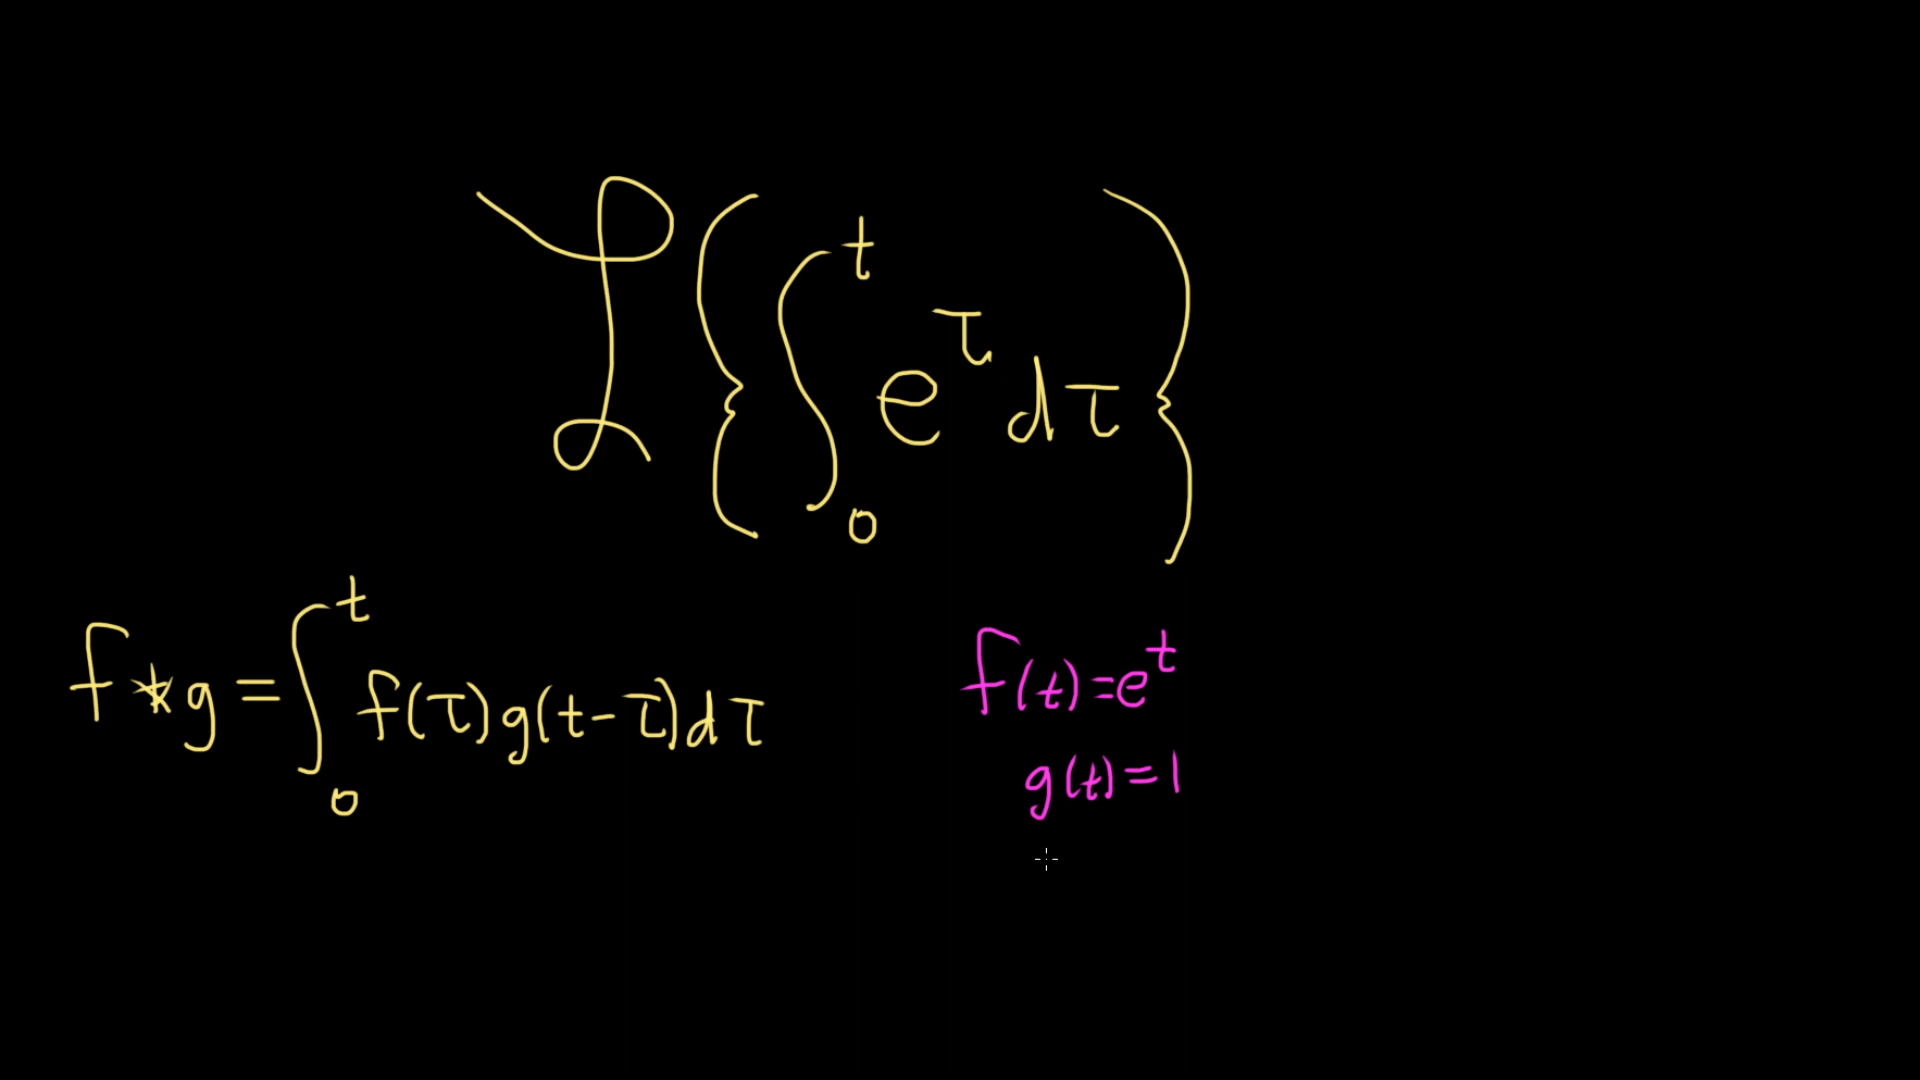 ℒ{∫₀ᵗ e^τ dτ}
f*g = ∫₀ᵗ f(τ)g(t-τ)dτ
f(t)=e^t
g(t)=1